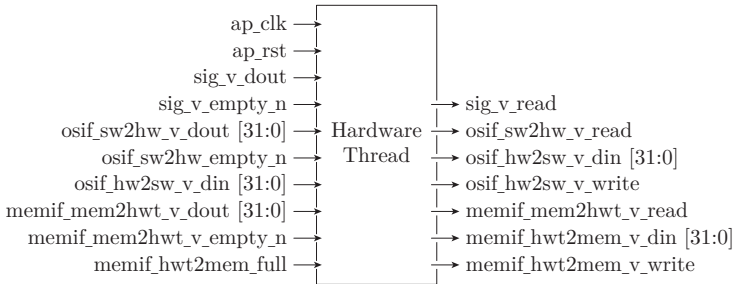 ap_clk
ap_rst
sig_v_dout
sig_v_empty_n
osif_sw2hw_v_dout [31:0]
osif_sw2hw_empty_n
osif_hw2sw_v_din [31:0]
memif_mem2hwt_v_dout [31:0]
memif_mem2hwt_v_empty_n
memif_hwt2mem_full
Hardware
Thread
sig_v_read
osif_sw2hw_v_read
osif_hw2sw_v_din [31:0]
osif_hw2sw_v_write
memif_mem2hwt_v_read
memif_hwt2mem_v_din [31:0]
memif_hwt2mem_v_write